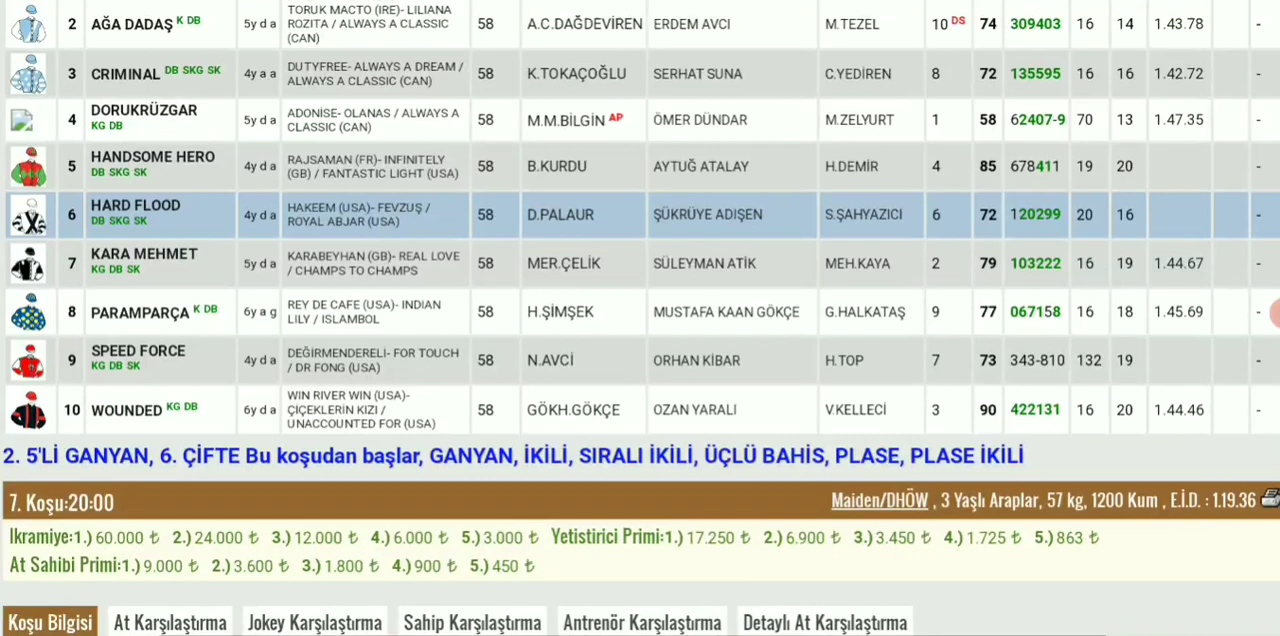 2 AĞA DADAŞ K DB 5y d a TORUK MACTO (IRE)- LILIANA ROZITA / ALWAYS A CLASSIC (CAN) 58 A.C.DAĞDEVİREN ERDEM AVCI M.TEZEL 10 DS 74 309403 16 14 1.43.78 -
3 CRIMINAL DB SKG SK 4y a a DUTYFREE- ALWAYS A DREAM / ALWAYS A CLASSIC (CAN) 58 K.TOKAÇOĞLU SERHAT SUNA C.YEDİREN 8 72 135595 16 16 1.42.72 -
4 DORUKRÜZGAR KG DB 5y d a ADONİSE- OLANAS / ALWAYS A CLASSIC (CAN) 58 M.M.BİLGİN AP ÖMER DÜNDAR M.ZELYURT 1 58 62407-9 70 13 1.47.35 -
5 HANDSOME HERO DB SKG SK 4y d a RAJSAMAN (FR)- INFINITELY (GB) / FANTASTIC LIGHT (USA) 58 B.KURDU AYTUĞ ATALAY H.DEMİR 4 85 678411 19 20 -
6 HARD FLOOD DB SKG SK 4y d a HAKEEM (USA)- FEVZUŞ / ROYAL ABJAR (USA) 58 D.PALAUR ŞÜKRÜYE ADIŞEN S.ŞAHYAZICI 6 72 120299 20 16 -
7 KARA MEHMET KG DB SK 5y d a KARABEYHAN (GB)- REAL LOVE / CHAMPS TO CHAMPS 58 MER.ÇELİK SÜLEYMAN ATİK MEH.KAYA 2 79 103222 16 19 1.44.67 -
8 PARAMPARÇA K DB 6y a g REY DE CAFE (USA)- INDIAN LILY / ISLAMBOL 58 H.ŞİMŞEK MUSTAFA KAAN GÖKÇE G.HALKATAŞ 9 77 067158 16 18 1.45.69 -
9 SPEED FORCE KG DB SK 4y d a DEĞİRMENDERELİ- FOR TOUCH / DR FONG (USA) 58 N.AVCİ ORHAN KİBAR H.TOP 7 73 343-810 132 19 -
10 WOUNDED KG DB 6y d a WIN RIVER WIN (USA)- ÇİÇEKLERİN KIZI / UNACCOUNTED FOR (USA) 58 GÖKH.GÖKÇE OZAN YARALI V.KELLECİ 3 90 422131 16 20 1.44.46 -
2. 5'Lİ GANYAN, 6. ÇİFTE Bu koşudan başlar, GANYAN, İKİLİ, SIRALI İKİLİ, ÜÇLÜ BAHİS, PLASE, PLASE İKİLİ
7. Koşu:20:00 Maiden/DHÖW , 3 Yaşlı Araplar, 57 kg, 1200 Kum , E.İ.D. : 1.19.36
Ikramiye:1.) 60.000 ₺ 2.) 24.000 ₺ 3.) 12.000 ₺ 4.) 6.000 ₺ 5.) 3.000 ₺ Yetistirici Primi:1.) 17.250 ₺ 2.) 6.900 ₺ 3.) 3.450 ₺ 4.) 1.725 ₺ 5.) 863 ₺
At Sahibi Primi:1.) 9.000 ₺ 2.) 3.600 ₺ 3.) 1.800 ₺ 4.) 900 ₺ 5.) 450 ₺
Koşu Bilgisi At Karşılaştırma Jokey Karşılaştırma Sahip Karşılaştırma Antrenör Karşılaştırma Detaylı At Karşılaştırma